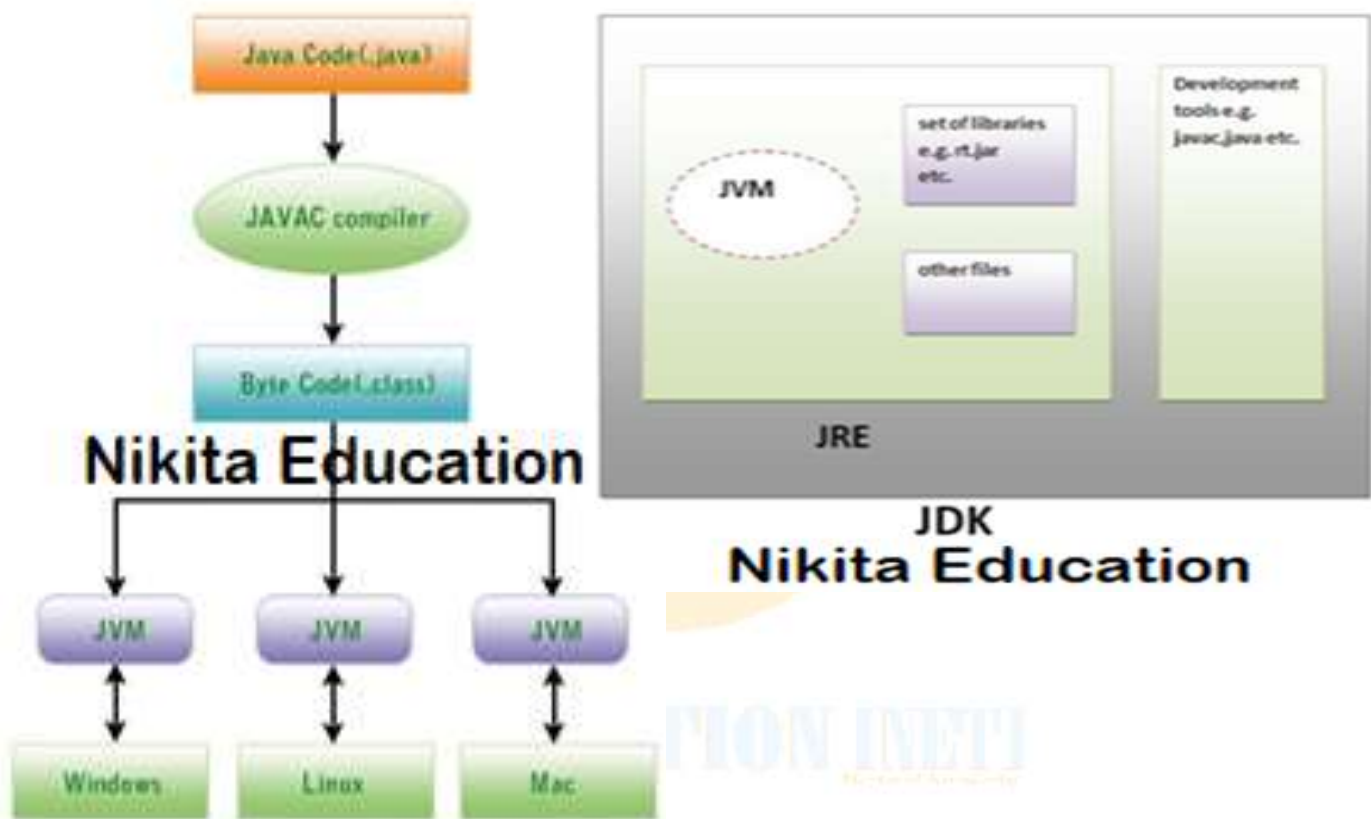 Java Code(.java)
JAVAC compiler
Byte Code(.class)
Nikita Education
JVM
JVM
JVM
Windows
Linux
Mac
JVM
set of libraries
e.g. rt.jar
etc.
other files
Development
tools e.g.
javac,java etc.
JRE
JDK
Nikita Education